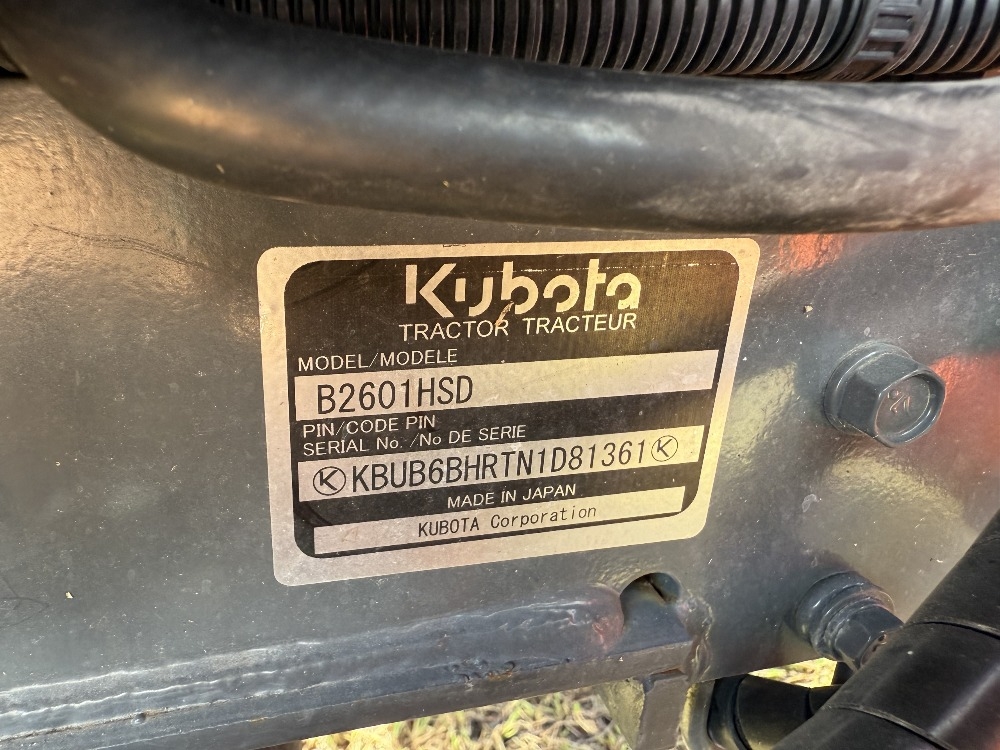 Kubota
TRACTOR TRACTEUR
MODEL/MODELE
B2601HSD
PIN/CODE PIN
SERIAL No. /No DE SERIE
KBUB6BHRTN1D81361
MADE IN JAPAN
KUBOTA Corporation